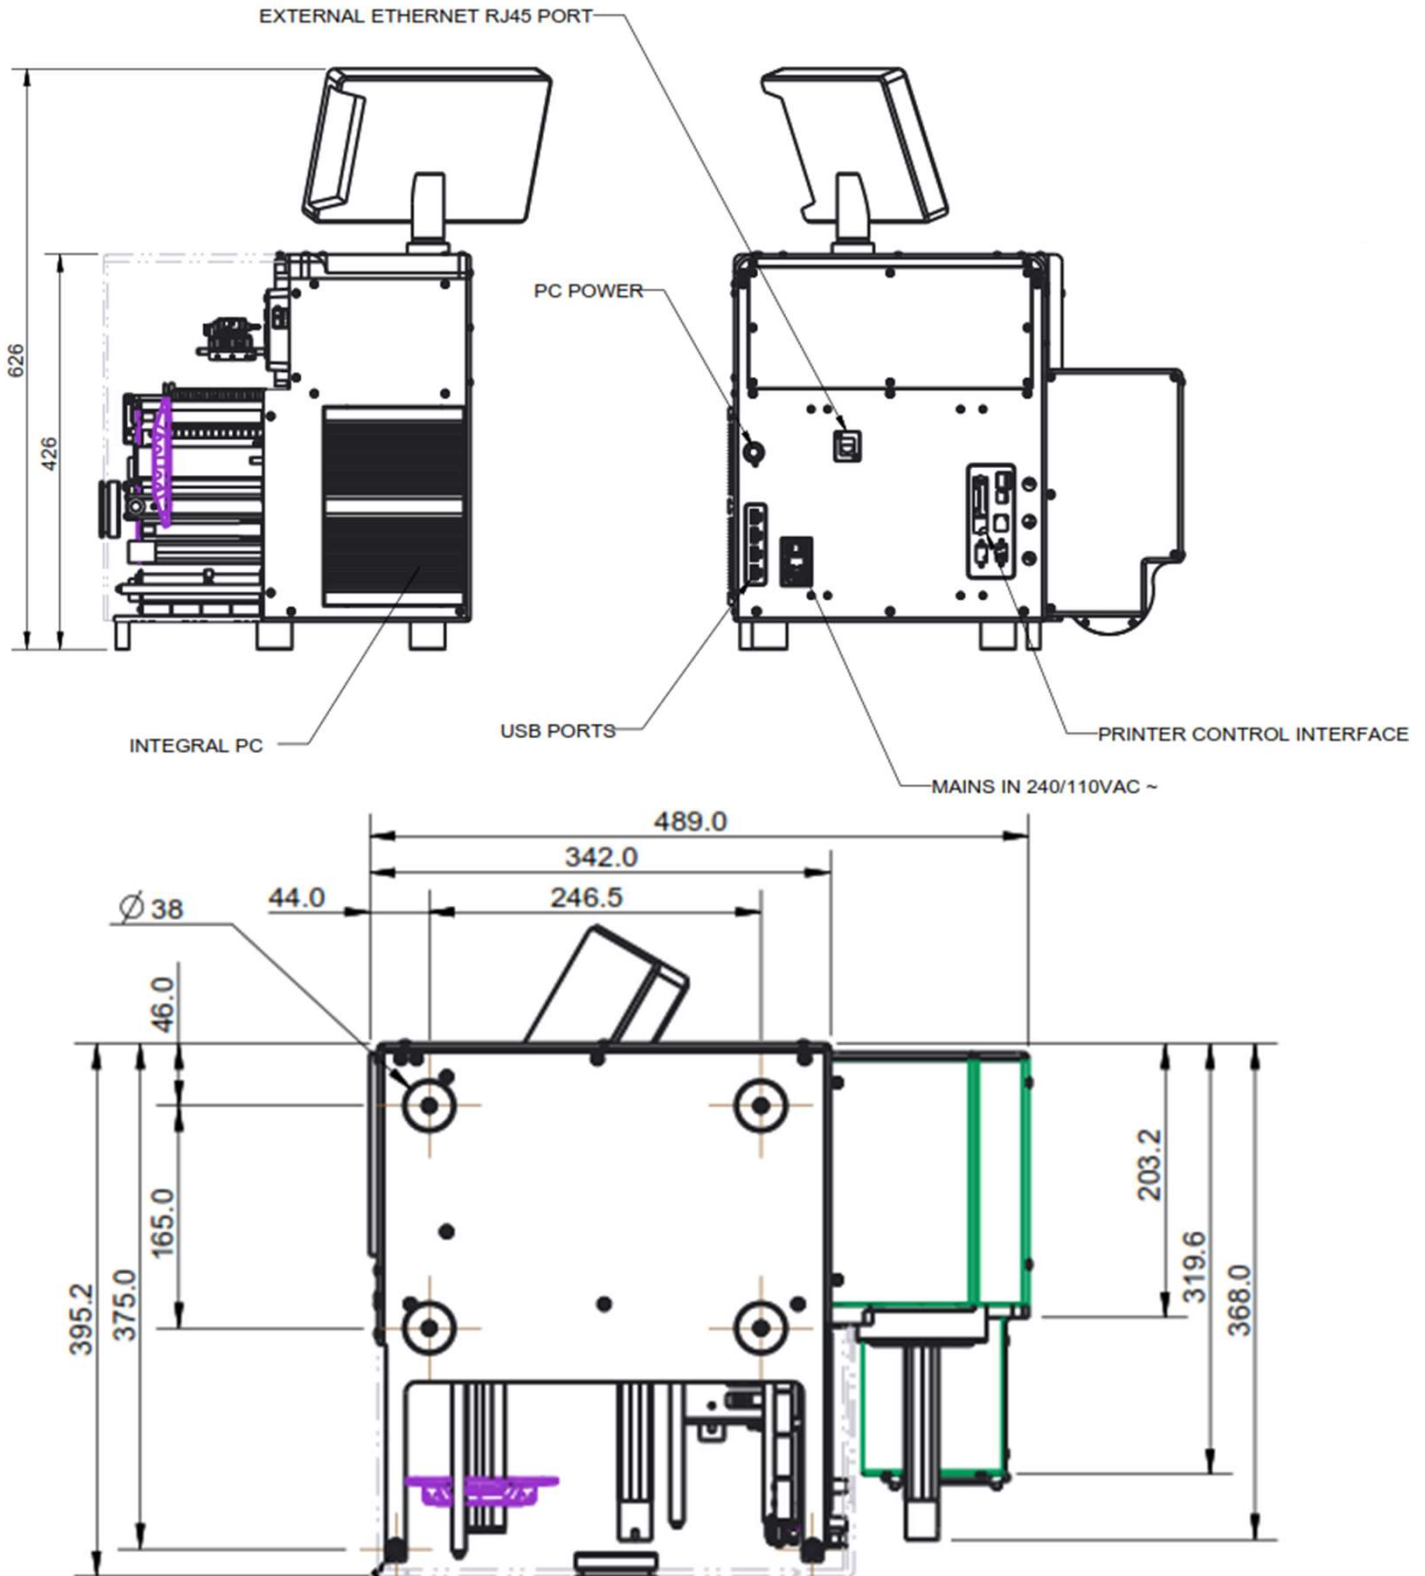 EXTERNAL ETHERNET RJ45 PORT
PC POWER
626
426
INTEGRAL PC
USB PORTS
PRINTER CONTROL INTERFACE
MAINS IN 240/110VAC ~
489.0
342.0
44.0
246.5
Ø 38
46.0
165.0
375.0
395.2
203.2
319.6
368.0